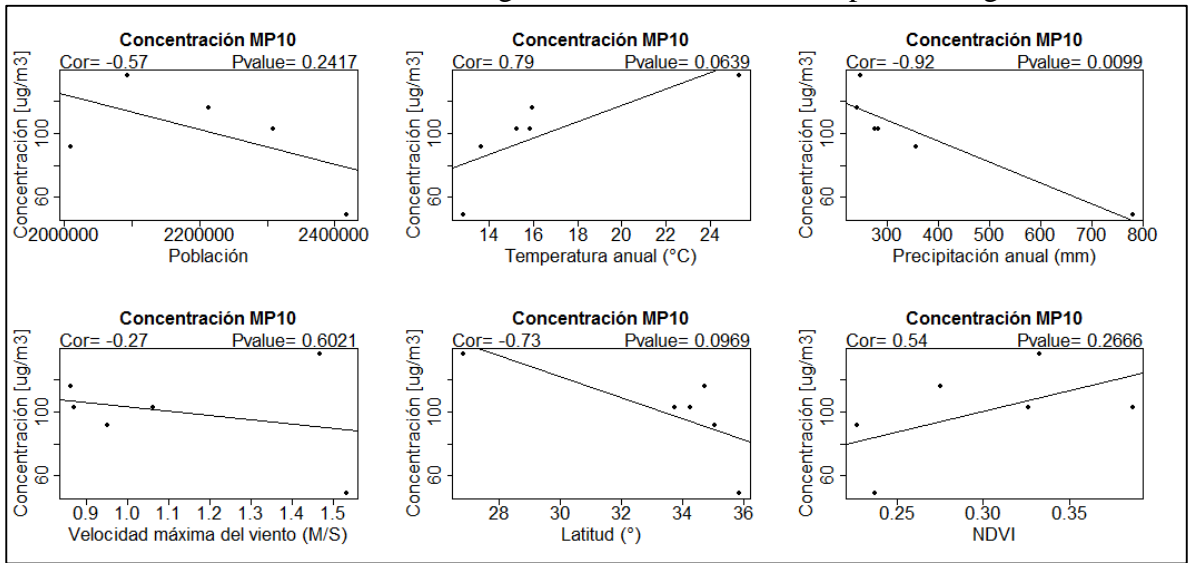 Concentración MP10
Cor= -0.57 Pvalue= 0.2417
Concentración [ug/m3]
100
60
2000000 2200000 2400000
Población
Concentración MP10
Cor= 0.79 Pvalue= 0.0639
Concentración [ug/m3]
100
60
14 16 18 20 22 24
Temperatura anual (°C)
Concentración MP10
Cor= -0.92 Pvalue= 0.0099
Concentración [ug/m3]
100
60
300 400 500 600 700 800
Precipitación anual (mm)
Concentración MP10
Cor= -0.27 Pvalue= 0.6021
Concentración [ug/m3]
100
60
0.9 1.0 1.1 1.2 1.3 1.4 1.5
Velocidad máxima del viento (M/S)
Concentración MP10
Cor= -0.73 Pvalue= 0.0969
Concentración [ug/m3]
100
60
28 30 32 34 36
Latitud (°)
Concentración MP10
Cor= 0.54 Pvalue= 0.2666
Concentración [ug/m3]
100
60
0.25 0.30 0.35
NDVI